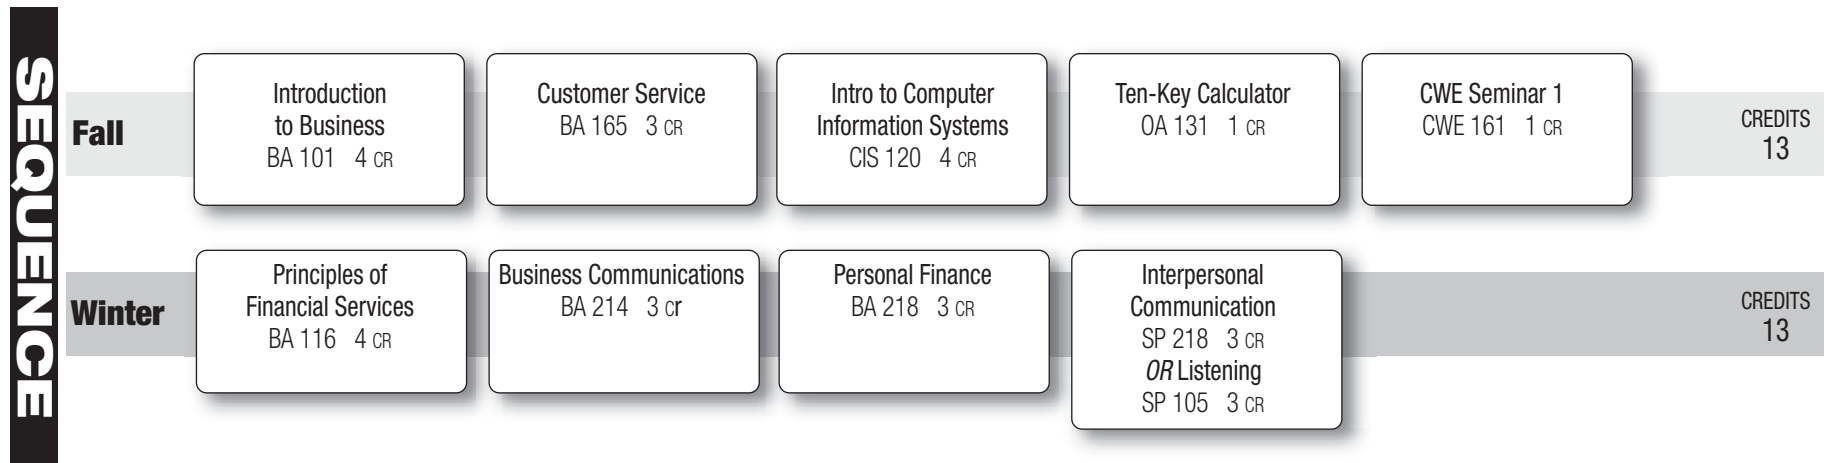 SEQUENCE
Fall
Introduction
to Business
BA 101 4 CR
Customer Service
BA 165 3 CR
Intro to Computer
Information Systems
CIS 120 4 CR
Ten-Key Calculator
OA 131 1 CR
CWE Seminar 1
CWE 161 1 CR
CREDITS
13
Winter
Principles of
Financial Services
BA 116 4 CR
Business Communications
BA 214 3 cr
Personal Finance
BA 218 3 CR
Interpersonal
Communication
SP 218 3 CR
OR Listening
SP 105 3 CR
CREDITS
13